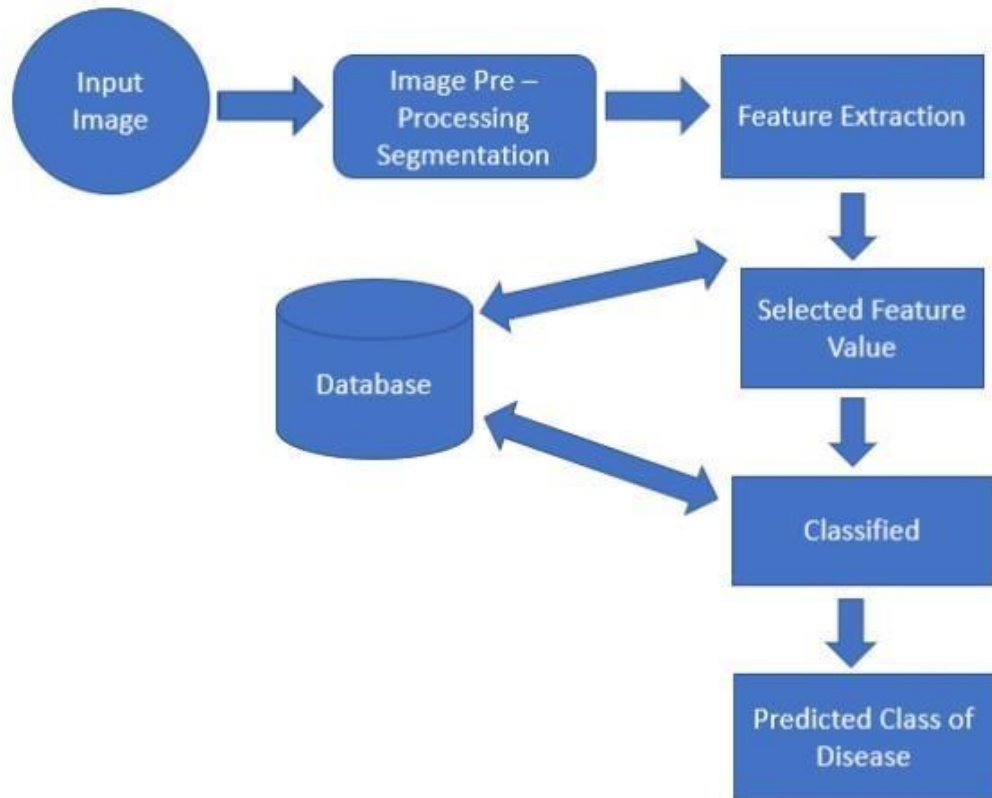 Input
Image
Image Pre –
Processing
Segmentation
Feature Extraction
Selected Feature
Value
Database
Classified
Predicted Class of
Disease